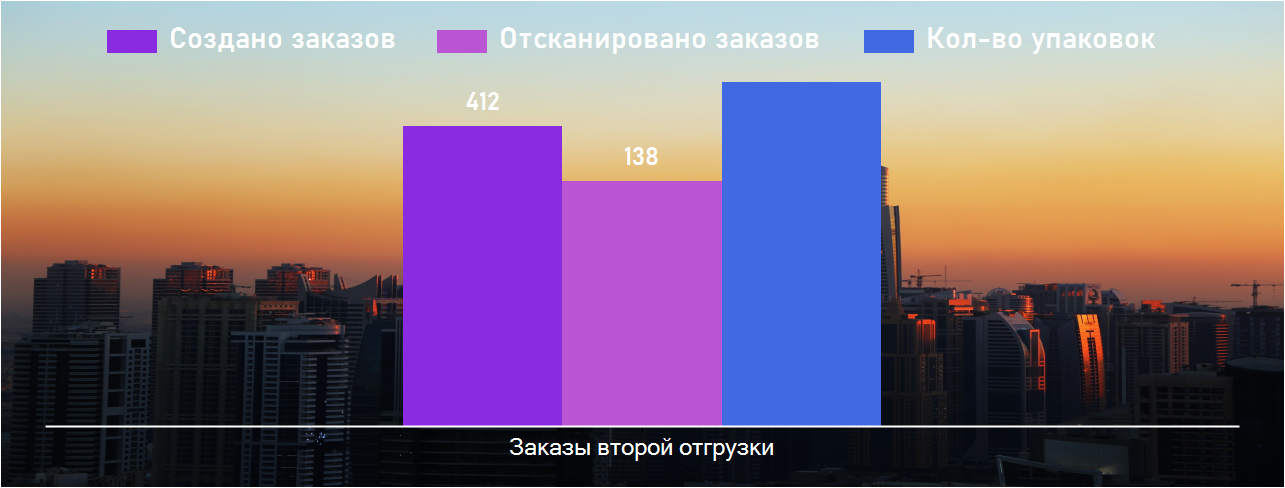 Создано заказов Отсканировано заказов Кол-во упаковок
412
138
Заказы второй отгрузки